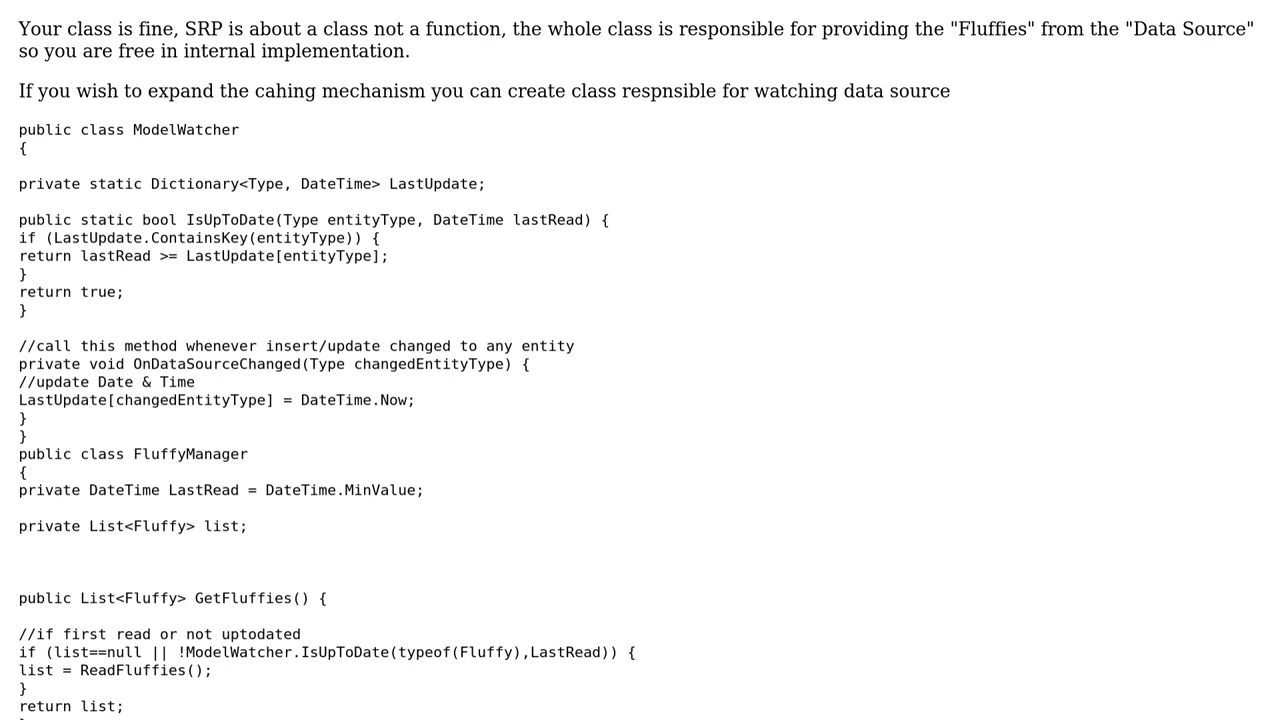 Your class is fine, SRP is about a class not a function, the whole class is responsible for providing the "Fluffies" from the "Data Source"
so you are free in internal implementation.
If you wish to expand the cahing mechanism you can create class respnsible for watching data source
public class ModelWatcher
{
private static Dictionary<Type, DateTime> LastUpdate;
public static bool IsUpToDate(Type entityType, DateTime lastRead) {
if (LastUpdate.ContainsKey(entityType)) {
return lastRead >= LastUpdate[entityType];
}
return true;
}
//call this method whenever insert/update changed to any entity
private void OnDataSourceChanged(Type changedEntityType) {
//update Date & Time
LastUpdate[changedEntityType] = DateTime.Now;
}
}
public class FluffyManager
{
private DateTime LastRead = DateTime.MinValue;
private List<Fluffy> list;
public List<Fluffy> GetFluffies() {
//if first read or not uptodated
if (list==null || !ModelWatcher.IsUpToDate(typeof(Fluffy),LastRead)) {
list = ReadFluffies();
}
return list;